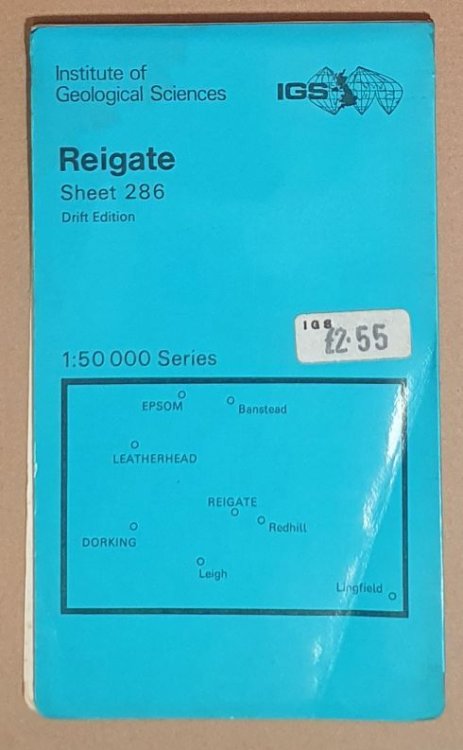 Institute of
Geological Sciences
IGS
Reigate
Sheet 286
Drift Edition
IGS
£2·55
1:50 000 Series
EPSOM
Banstead
LEATHERHEAD
REIGATE
Redhill
DORKING
Leigh
Lingfield